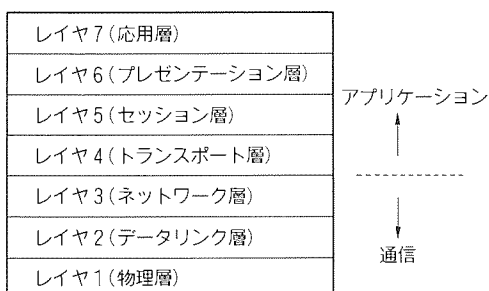 レイヤ7(応用層)
レイヤ6(プレゼンテーション層)
レイヤ5(セッション層)
レイヤ4(トランスポート層)
レイヤ3(ネットワーク層)
レイヤ2(データリンク層)
レイヤ1(物理層)
アプリケーション
通信